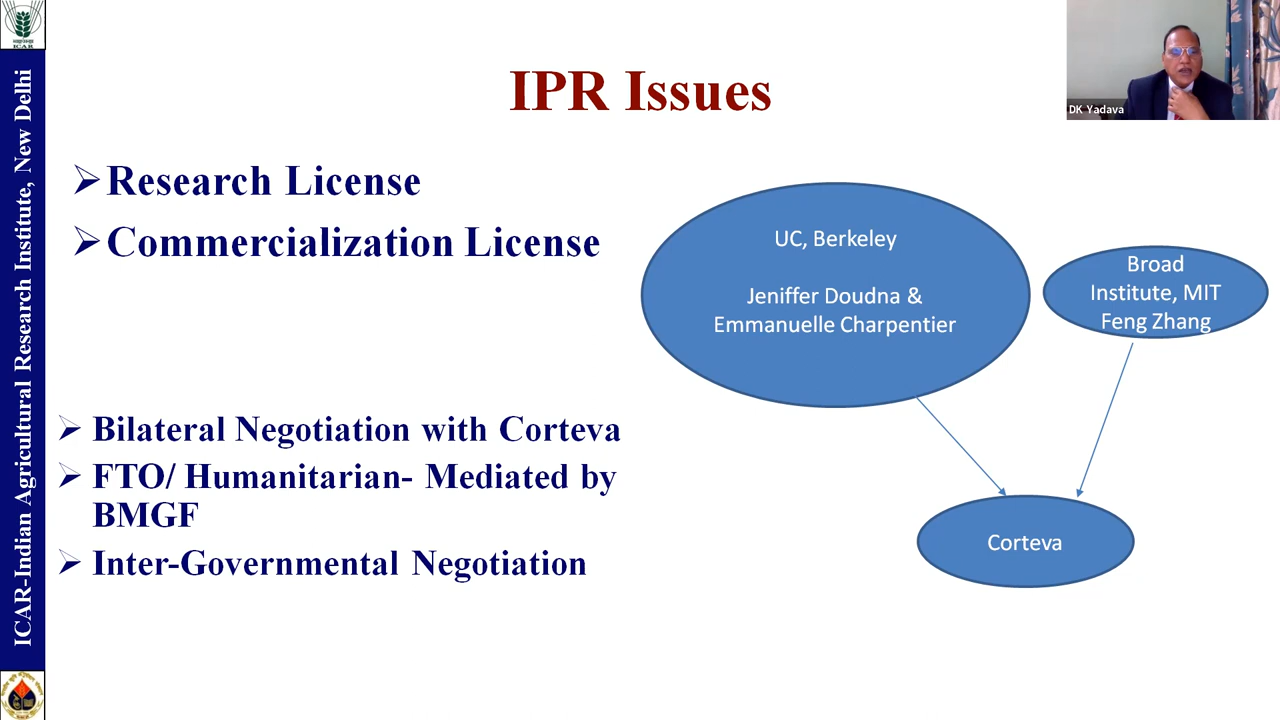 IPR Issues
Research License
Commercialization License
Bilateral Negotiation with Corteva
FTO/ Humanitarian- Mediated by
BMGF
Inter-Governmental Negotiation
UC, Berkeley
Jeniffer Doudna &
Emmanuelle Charpentier
Broad
Institute, MIT
Feng Zhang
Corteva
DK Yadava
ICAR-Indian Agricultural Research Institute, New Delhi
ICAR